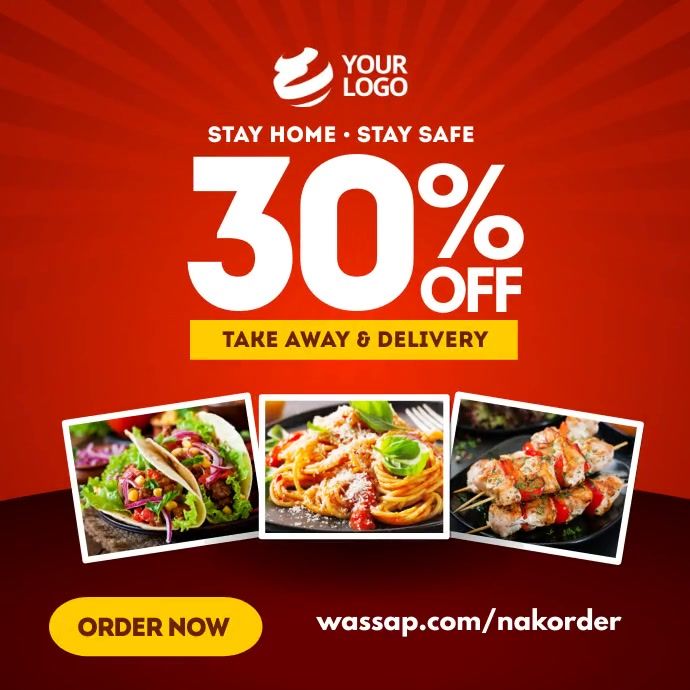 YOUR
LOGO
STAY HOME • STAY SAFE
30%
OFF
TAKE AWAY & DELIVERY
ORDER NOW
wassap.com/nakorder